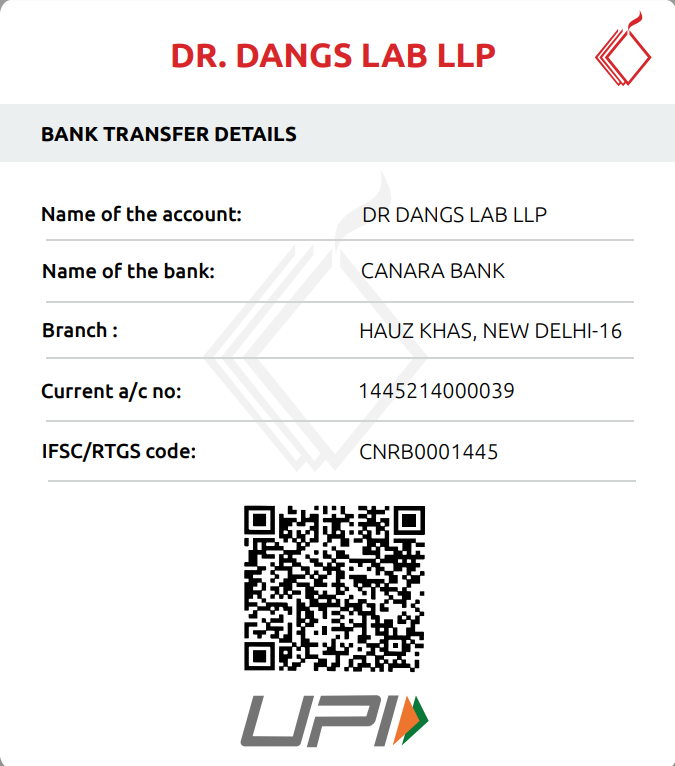 DR. DANGS LAB LLP
BANK TRANSFER DETAILS
Name of the account: DR DANGS LAB LLP
Name of the bank: CANARA BANK
Branch : HAUZ KHAS, NEW DELHI-16
Current a/c no: 1445214000039
IFSC/RTGS code: CNRB0001445
UPI